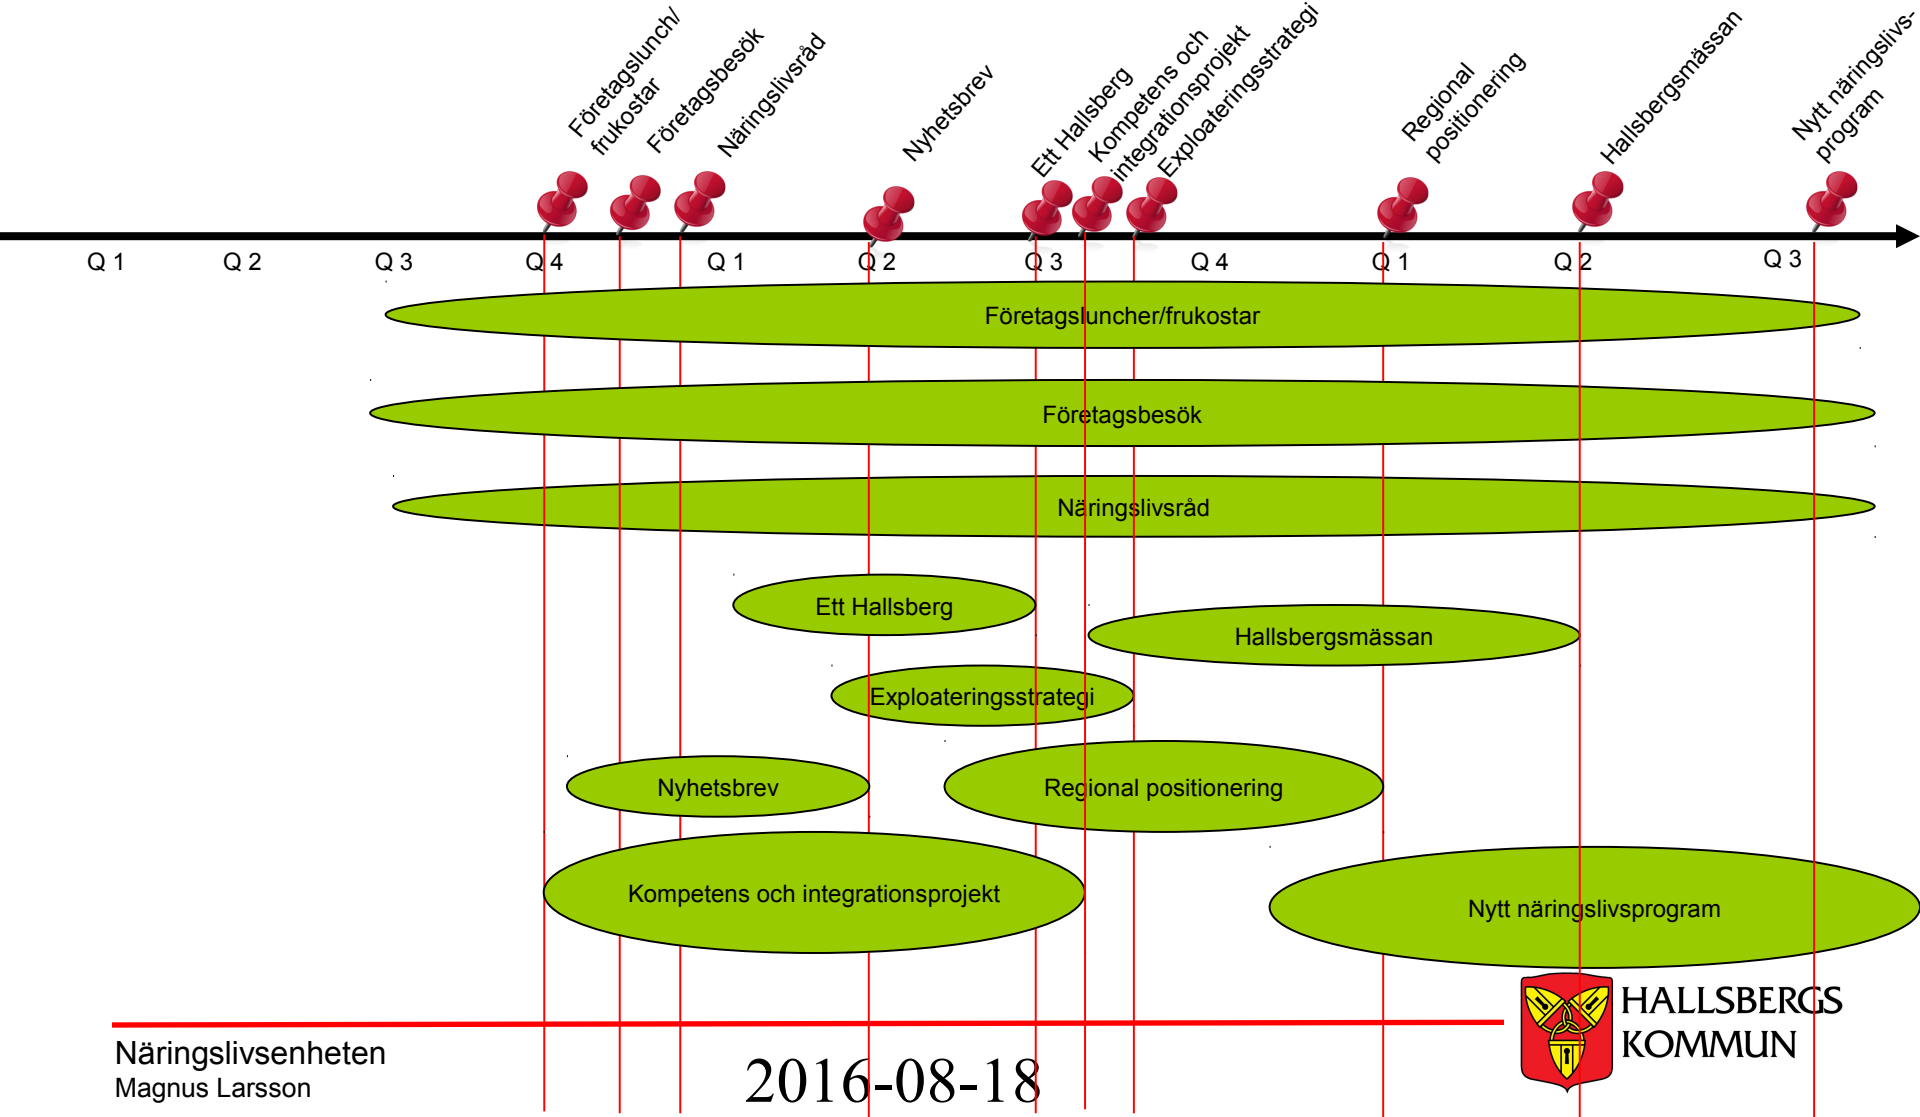 Företagslunch/
frukostar
Företagsbesök
Näringslivsråd
Nyhetsbrev
Ett Hallsberg
Kompetens och
integrationsprojekt
Exploateringsstrategi
Regional
positionering
Hallsbergsmässan
Nytt näringslivs-
program
Q 1 Q 2 Q 3 Q 4 Q 1 Q 2 Q 3 Q 4 Q 1 Q 2 Q 3
Företagsluncher/frukostar
Företagsbesök
Näringslivsråd
Ett Hallsberg
Hallsbergsmässan
Exploateringsstrategi
Nyhetsbrev
Regional positionering
Kompetens och integrationsprojekt
Nytt näringslivsprogram
HALLSBERGS
KOMMUN
Näringslivsenheten
Magnus Larsson
2016-08-18